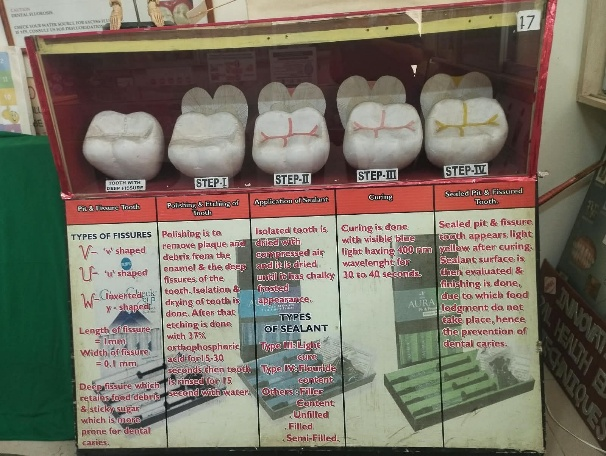 17
CAUTION
DENTAL FLUOROSIS
TOOTH WITH
DEEP FISSURE
STEP-I
STEP-II
STEP-III
STEP-IV
Pit & Fissure Tooth
TYPES OF FISSURES
V - 'v' shaped
U - 'u' shaped
W - Inverted
y - shaped
Length of fissure
= 1mm
Width of fissure
= 0.1 mm
Deep fissure which
retains food debris
& sticky sugar
which is more
prone for dental
caries.
Polishing & Etching of
Tooth
Polishing is to
remove plaque and
debris from the
enamel & the deep
fissures of the
tooth. Isolation &
drying of tooth is
done. After that
etching is done
with 37%
orthophosphoric
acid for 15-30
seconds then tooth
is rinsed for 15
second with water.
Application of Sealant
Isolated tooth is
dried with
compressed air
and it is dried
until it has chalky
frosted
appearance.
TYPES
OF SEALANT
Type III: Light
cure
Type IV: Flouride
content
Others : Filler
Content
. Unfilled
. Filled
. Semi-Filled.
Curing
Curing is done
with visible blue
light having 400 nm
wavelenght for
30 to 40 seconds.
AURA
Sealed Pit & Fissured
Tooth
Sealed pit & fissure
tooth appears light
yellow after curing.
Sealant surface is
then evaluated &
finishing is done,
due to which food
lodgment do not
take place, hence
the prevention of
dental caries.